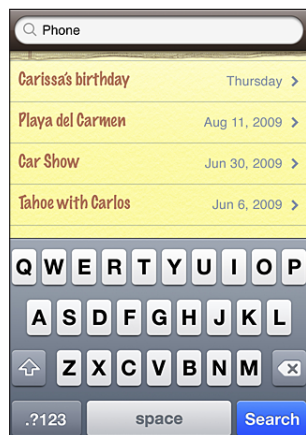 Phone
Carissa's birthday Thursday
Playa del Carmen Aug 11, 2009
Car Show Jun 30, 2009
Tahoe with Carlos Jun 6, 2009
Q W E R T Y U I O P
A S D F G H J K L
Z X C V B N M
.?123 space Search